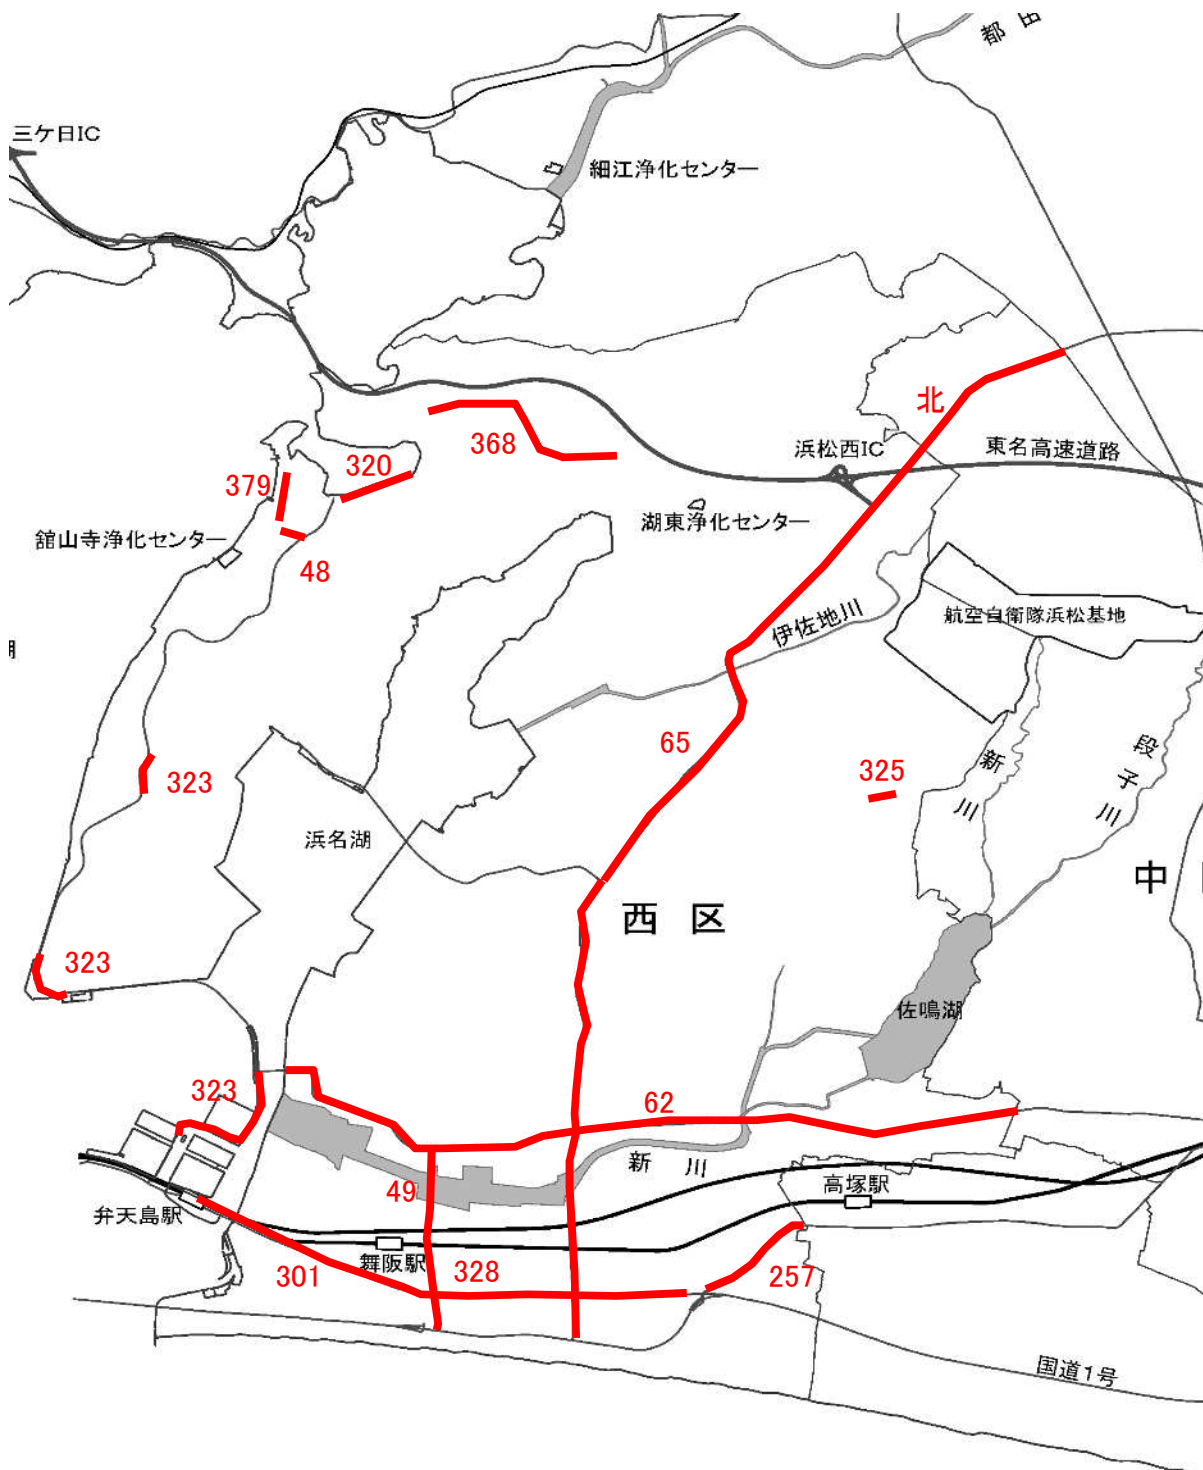 都田
三ケ日IC
細江浄化センター
北
浜松西IC
東名高速道路
368
320
379
湖東浄化センター
舘山寺浄化センター
48
伊佐地川
航空自衛隊浜松基地
65
段子川
新川
325
323
浜名湖
中
西区
323
佐鳴湖
323
62
新川
49
高塚駅
弁天島駅
舞阪駅
301
328
257
国道1号